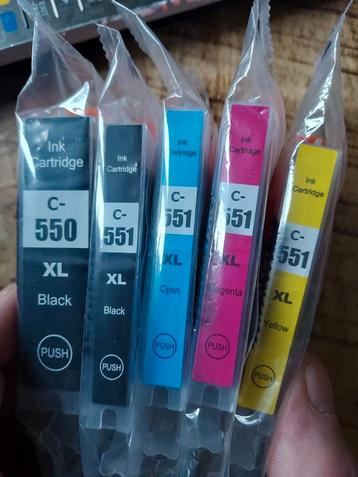 Ink
Cartridge
C-
550
XL
Black
PUSH
Ink
Cartridge
C-
551
XL
Black
PUSH
Ink
Cartridge
C-
551
XL
Cyan
PUSH
Ink
Cartridge
C-
551
XL
Magenta
PUSH
Ink
Cartridge
C-
551
XL
Yellow
PUSH